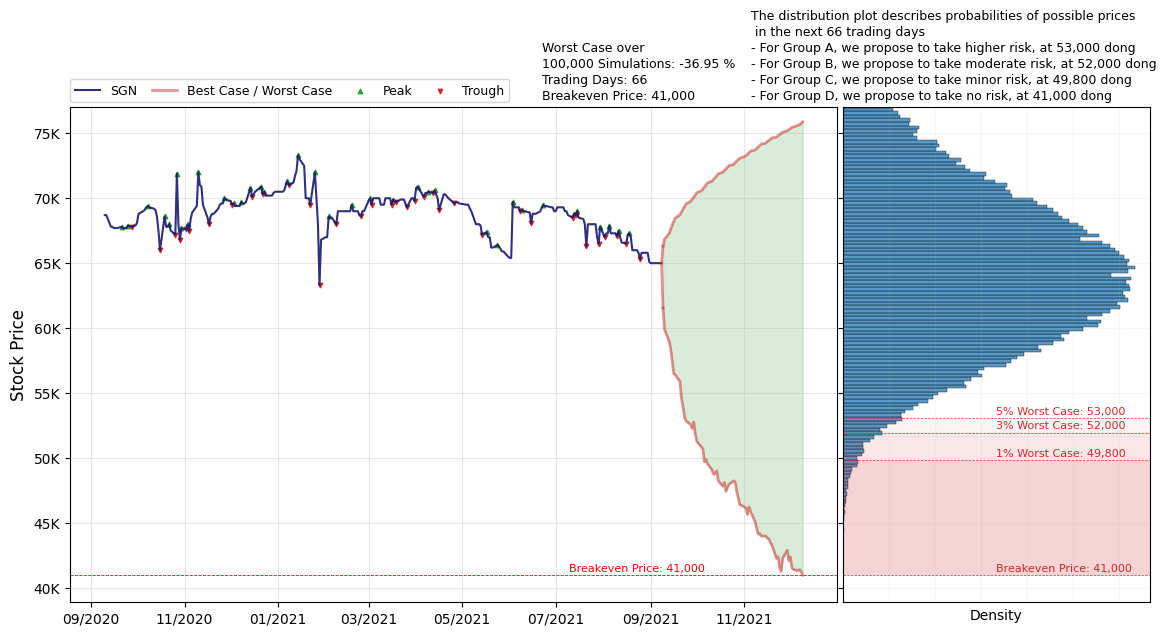 The distribution plot describes probabilities of possible prices
in the next 66 trading days
- For Group A, we propose to take higher risk, at 53,000 dong
- For Group B, we propose to take moderate risk, at 52,000 dong
- For Group C, we propose to take minor risk, at 49,800 dong
- For Group D, we propose to take no risk, at 41,000 dong
Worst Case over
100,000 Simulations: -36.95 %
Trading Days: 66
Breakeven Price: 41,000
SGN
Best Case / Worst Case
Peak
Trough
Stock Price
75K
70K
65K
60K
55K
50K
45K
40K
Breakeven Price: 41,000
09/2020
11/2020
01/2021
03/2021
05/2021
07/2021
09/2021
11/2021
5% Worst Case: 53,000
3% Worst Case: 52,000
1% Worst Case: 49,800
Breakeven Price: 41,000
Density